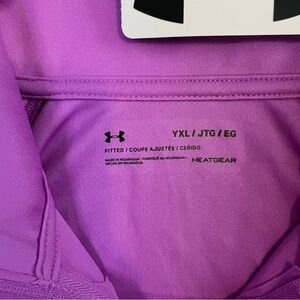 YXL / JTG / EG
FITTED / COUPE AJUSTÉE / CEÑIDO
MADE IN NICARAGUA / FABRIQUÉ AU NICARAGUA /
HECHO EN NICARAGUA
HEATGEAR